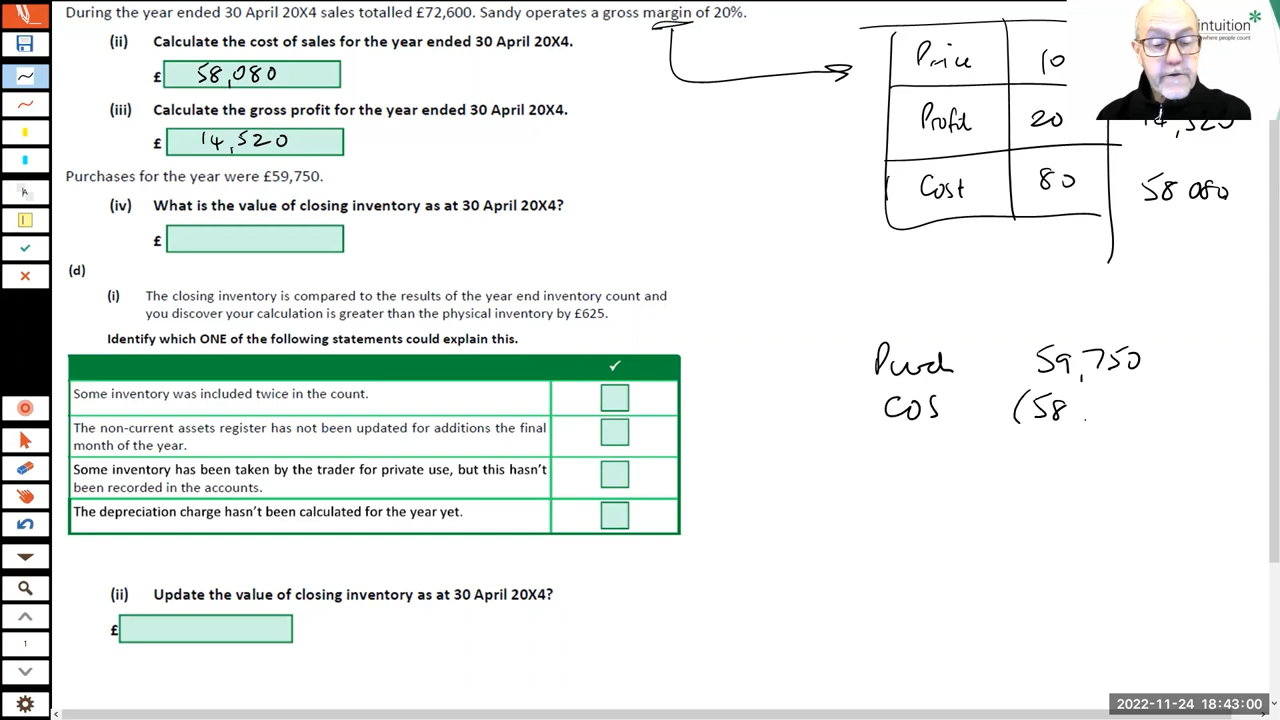 During the year ended 30 April 20X4 sales totalled £72,600. Sandy operates a gross margin of 20%.
(ii) Calculate the cost of sales for the year ended 30 April 20X4.
£ 58,080
(iii) Calculate the gross profit for the year ended 30 April 20X4.
£ 14,520
Purchases for the year were £59,750.
(iv) What is the value of closing inventory as at 30 April 20X4?
£
(d)
(i) The closing inventory is compared to the results of the year end inventory count and
you discover your calculation is greater than the physical inventory by £625.
Identify which ONE of the following statements could explain this.
✓
Some inventory was included twice in the count.
The non-current assets register has not been updated for additions the final
month of the year.
Some inventory has been taken by the trader for private use, but this hasn't
been recorded in the accounts.
The depreciation charge hasn't been calculated for the year yet.
(ii) Update the value of closing inventory as at 30 April 20X4?
£
Price 10
Profit 20 14,520
Cost 80 58 080
Purch 59,750
COS (58
intuition
where people count
1
2022-11-24 18:43:00